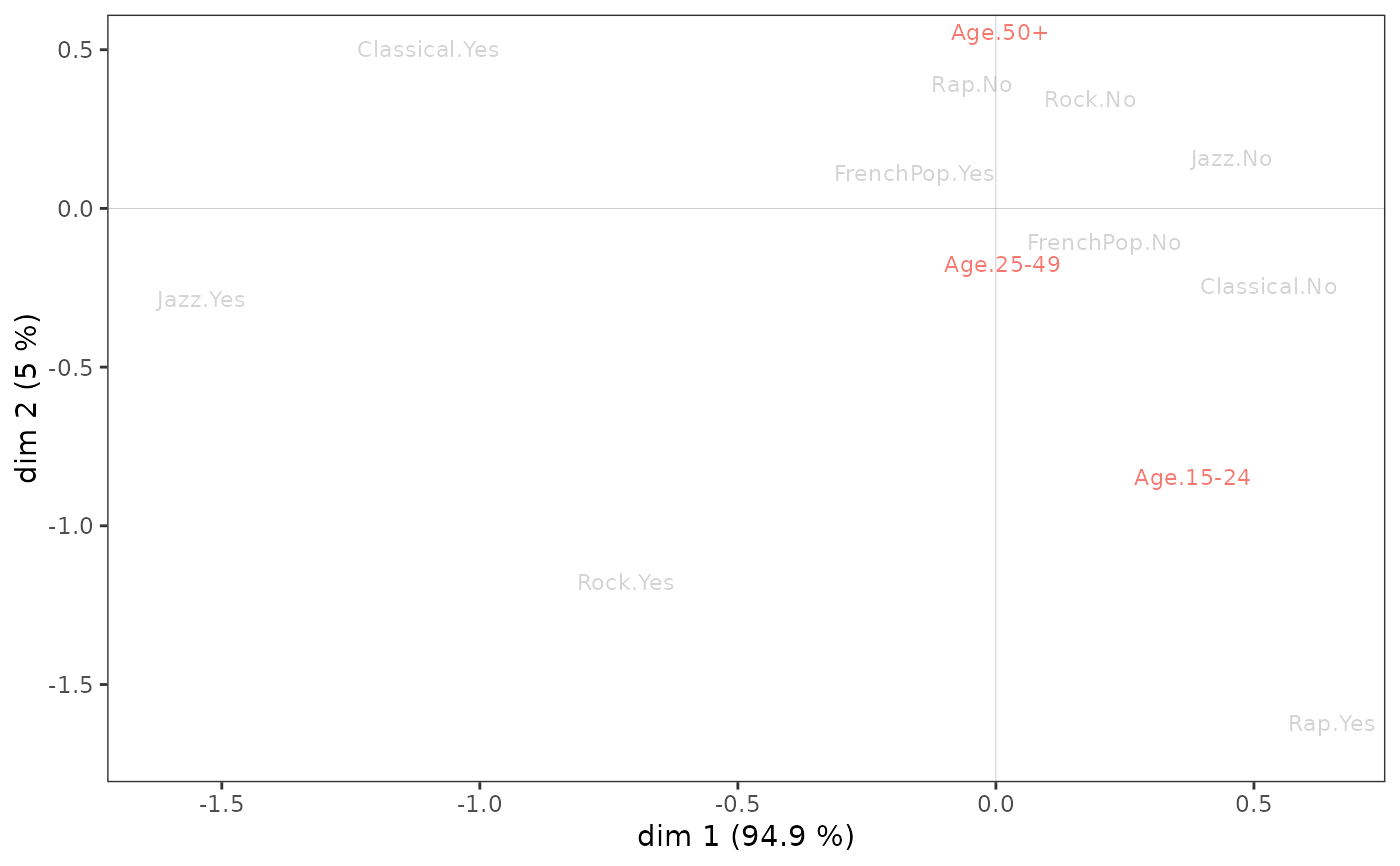 Age.50+
0.5
Classical.Yes
Rap.No
Rock.No
Jazz.No
FrenchPop.Yes
0.0
FrenchPop.No
Age.25-49
Classical.No
Jazz.Yes
-0.5
dim 2 (5 %)
Age.15-24
-1.0
Rock.Yes
-1.5
Rap.Yes
-1.5 -1.0 -0.5 0.0 0.5
dim 1 (94.9 %)